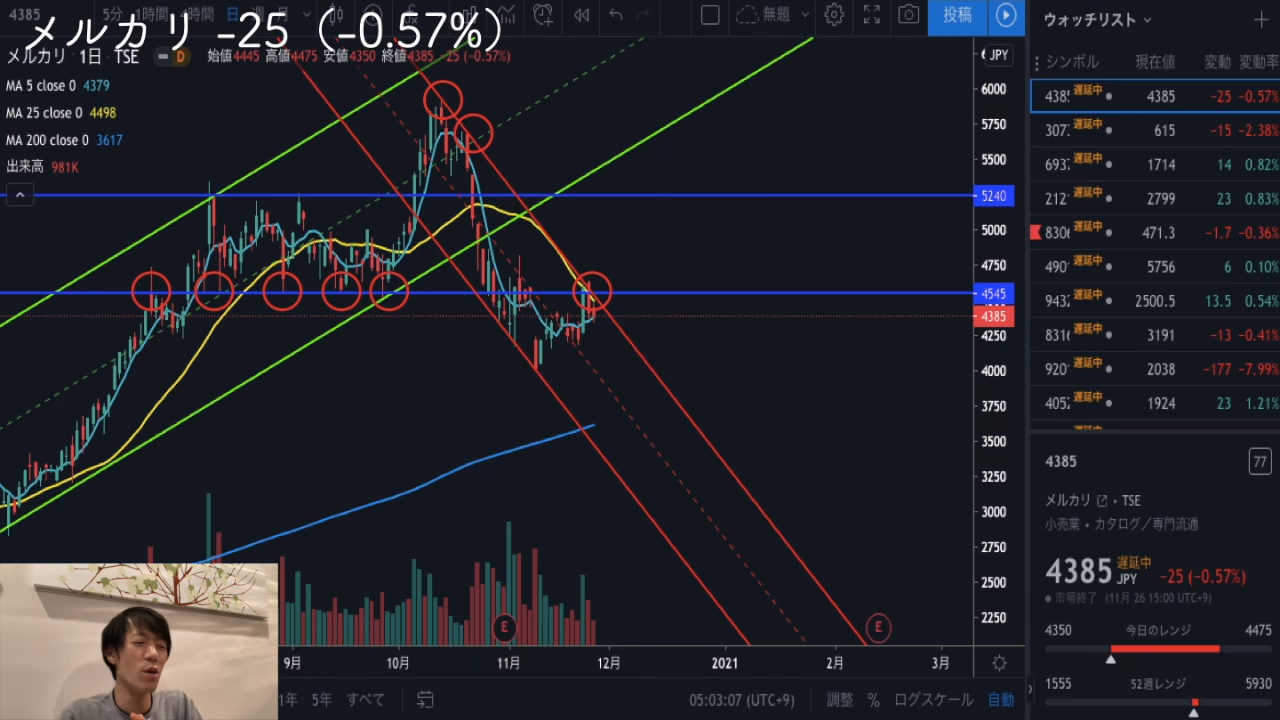 メルカリ -25（-0.57%）
4385
5分
時間
日
無題
投稿
メルカリ 1日 TSE
D
始値4445 高値4475 安値4350 終値4385 -25 (-0.57%)
MA 5 close 0 4379
MA 25 close 0 4498
MA 200 close 0 3617
出来高 981K
JPY
6000
5750
5500
5240
5000
4750
4545
4385
4250
4000
3750
3500
3250
3000
2750
2500
2250
E
E
9月
10月
11月
12月
2021
2月
3月
1年
5年
すべて
05:03:07 (UTC+9)
調整
%
ログスケール
自動
ウォッチリスト
シンボル 現在値 変動 変動率
4385 遅延中 4385 -25 -0.57%
307 遅延中 615 -15 -2.38%
693 遅延中 1714 14 0.82%
212 遅延中 2799 23 0.83%
8306 遅延中 471.3 -1.7 -0.36%
490 遅延中 5756 6 0.10%
943 遅延中 2500.5 13.5 0.54%
8316 遅延中 3191 -13 -0.41%
920 遅延中 2038 -177 -7.99%
405 遅延中 1924 23 1.21%
4385
77
メルカリ • TSE
小売業 • カタログ／専門流通
4385 遅延中 JPY -25 (-0.57%)
市場終了 (11月 26 15:00 UTC+9)
4350 今日のレンジ 4475
1555 52週レンジ 5930